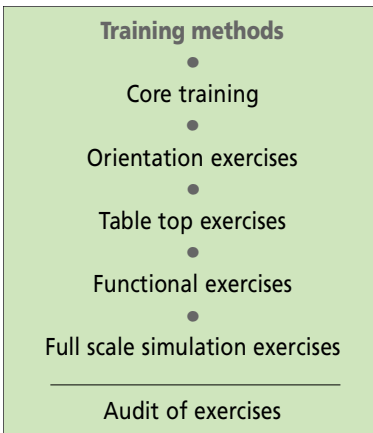 Training methods
Core training
Orientation exercises
Table top exercises
Functional exercises
Full scale simulation exercises
Audit of exercises